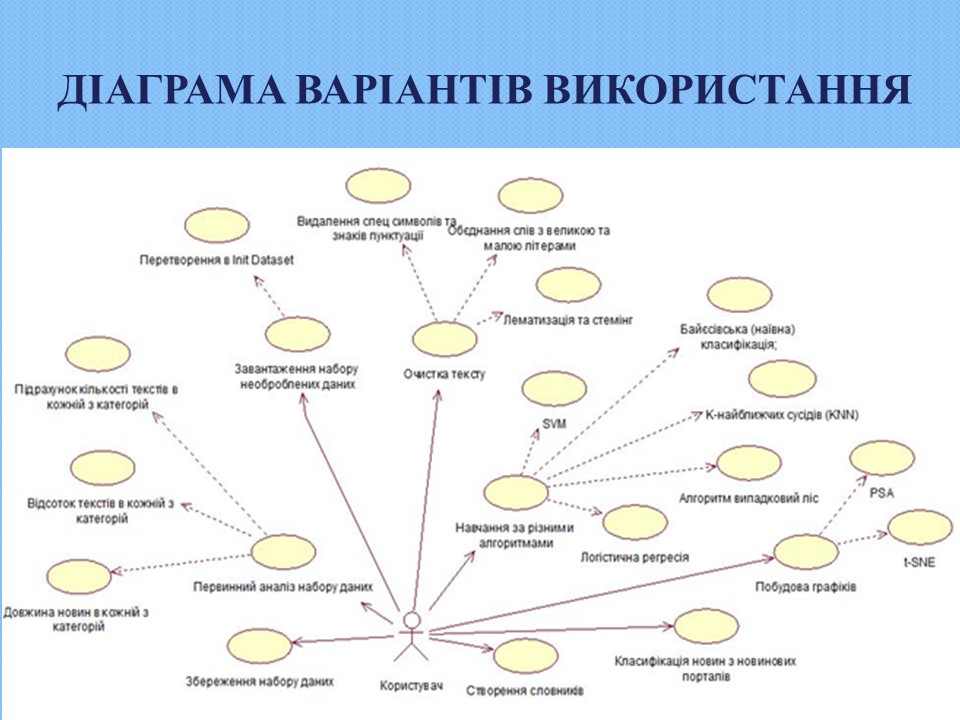 ДІАГРАМА ВАРІАНТІВ ВИКОРИСТАННЯ
Видалення спец символів та
знаків пунктуації
Обєднання слів з великою та
малою літерами
Перетворення в Init Dataset
Лематизація та стемінг
Байєсівська (наївна)
класифікація;
Завантаження набору
необроблених даних
Очистка тексту
Підрахунок кількості текстів в
кожній з категорій
SVM
K-найближчих сусідів (KNN)
Відсоток текстів в кожній з
категорій
Навчання за різними
алгоритмами
Алгоритм випадковий ліс
PSA
Логістична регресія
t-SNE
Первинний аналіз набору даних
Побудова графіків
Довжина новин в кожній з
категорій
Збереження набору даних
Користувач
Створення словників
Класифікація новин з новинових
порталів